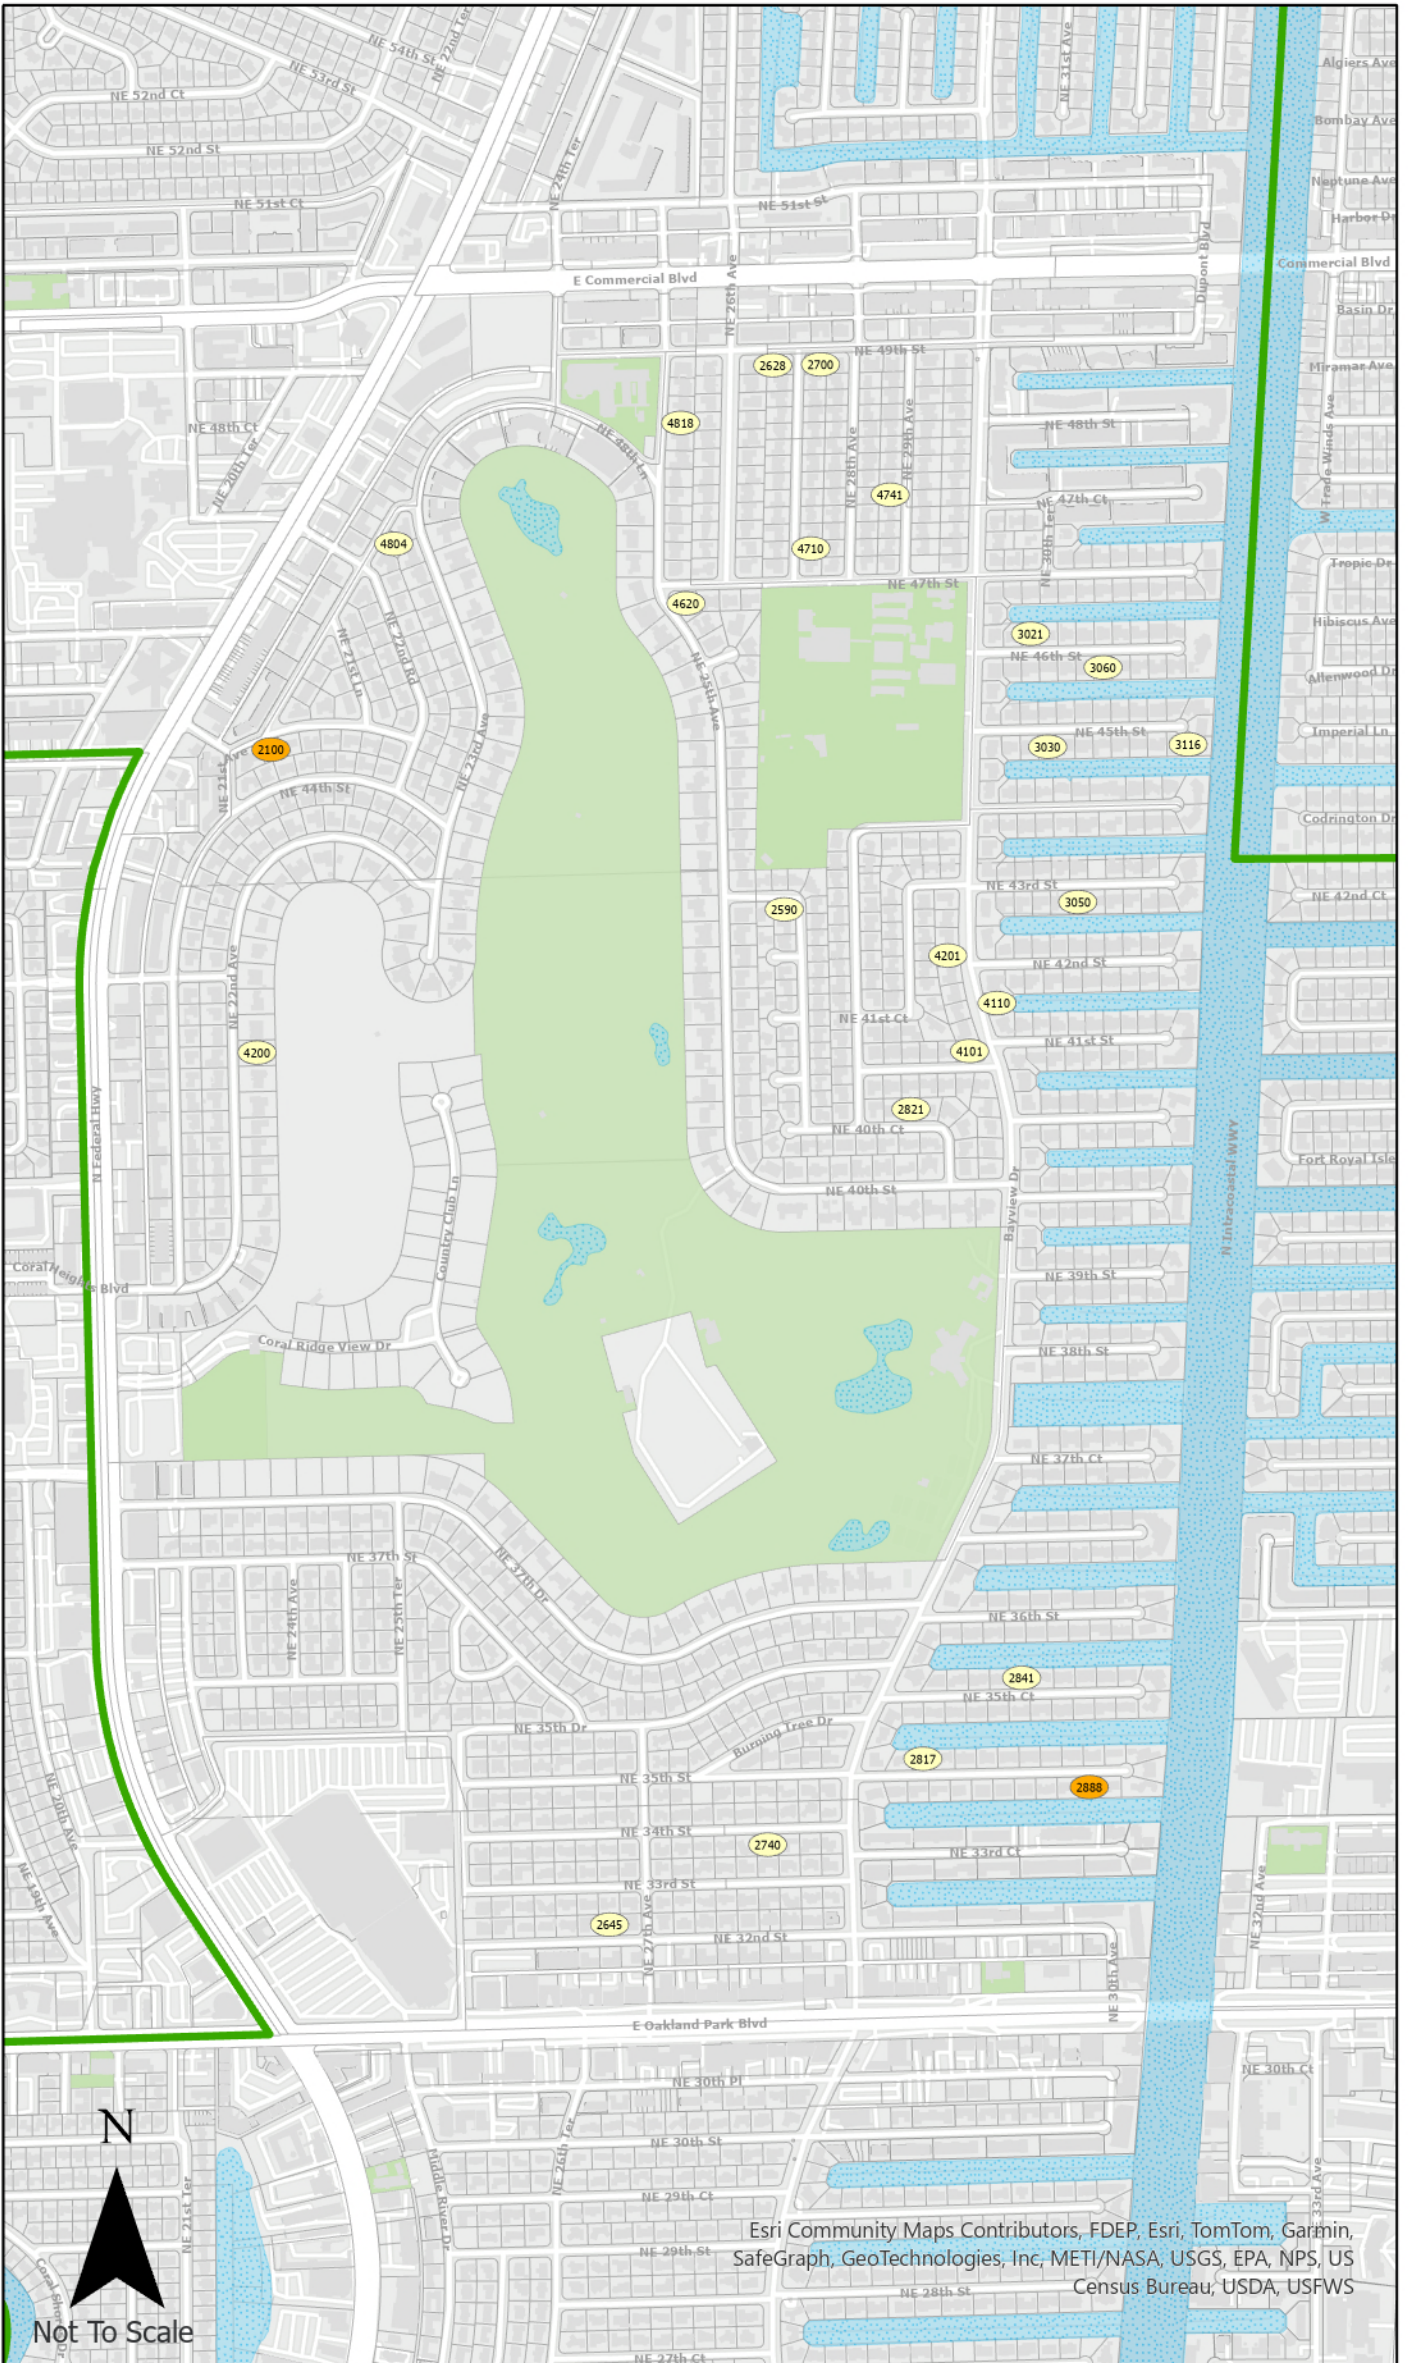 NE 54th St
NE 22nd Ter
NE 53rd St
NE 31st Ave
Algiers Ave
NE 52nd Ct
Bombay Ave
NE 52nd St
NE 24th Ter
Neptune Ave
NE 51st Ct
NE 51st St
Harbor Dr
Dupont Blvd
E Commercial Blvd
Commercial Blvd
NE 26th Ave
Basin Dr
NE 49th St
2628
2700
Miramar Ave
4818
NE 48th Ct
NE 48th St
NE 48th Ln
NE 29th Ave
NE 28th Ave
W Trade Winds Ave
NE 20th Ter
4741
NE 47th Ct
4804
4710
NE 30th Ter
Tropic Dr
NE 47th St
4620
Hibiscus Ave
3021
NE 22nd Rd
NE 21st Ln
NE 46th St
3060
Allenwood Dr
NE 25th Ave
NE 45th St
Imperial Ln
2100
3030
3116
NE 21st Ave
NE 23rd Ave
NE 44th St
Codrington Dr
NE 43rd St
NE 42nd Ct
3050
2590
4201
NE 42nd St
NE 22nd Ave
4110
NE 41st Ct
4200
4101
NE 41st St
2821
NE 40th Ct
N Federal Hwy
N Intracoastal WWy
Fort Royal Isle
NE 40th St
Bayview Dr
Country Club Ln
Coral Heights Blvd
NE 39th St
Coral Ridge View Dr
NE 38th St
NE 37th Ct
NE 37th St
NE 37th Dr
NE 24th Ave
NE 25th Ter
NE 36th St
2841
NE 35th Ct
NE 35th Dr
Burning Tree Dr
2817
NE 35th St
2888
NE 20th Ave
NE 34th St
2740
NE 33rd Ct
NE 33rd St
NE 19th Ave
NE 32nd Ave
2645
NE 27th Ave
NE 32nd St
NE 30th Ave
E Oakland Park Blvd
NE 30th Ct
NE 30th Pl
N
NE 30th St
NE 26th Ter
Middle River Dr
NE 21st Ter
NE 29th Ct
33rd Ave
Esri Community Maps Contributors, FDEP, Esri, TomTom, Garmin,
NE 29th St
SafeGraph, GeoTechnologies, Inc, METI/NASA, USGS, EPA, NPS, US
NE 28th St
Census Bureau, USDA, USFWS
Not To Scale
NE 27th Ct